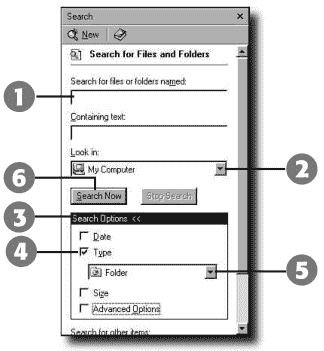 Search
New
Search for Files and Folders
Search for files or folders named:
1
Containing text:
Look in:
My Computer
2
6
Search Now Stop Search
3
Search Options <<
Date
4
Type
Folder
5
Size
Advanced Options
Search for other items: